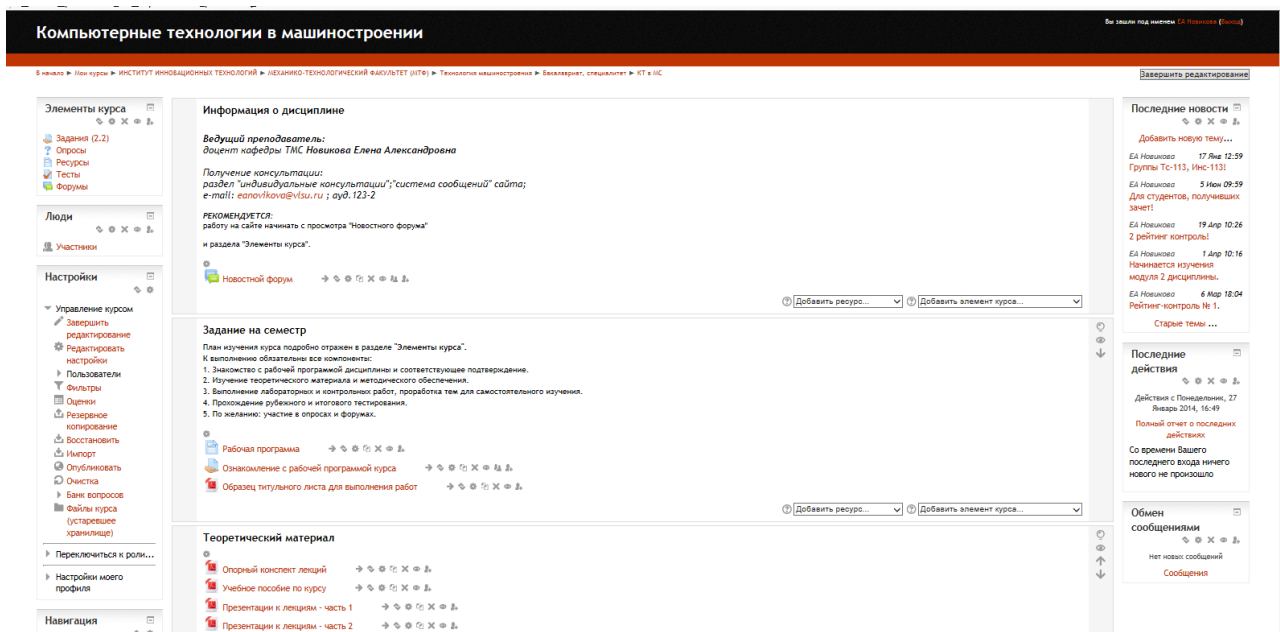 Компьютерные технологии в машиностроении
Вы зашли под именем ЕА Новикова (Выход)
В начало ► Мои курсы ► ИНСТИТУТ ИННОВАЦИОННЫХ ТЕХНОЛОГИЙ ► МЕХАНИКО-ТЕХНОЛОГИЧЕСКИЙ ФАКУЛЬТЕТ (МТФ) ► Технология машиностроения ► Бакалавриат, специалитет ► КТ в МС
Завершить редактирование
Элементы курса
Задания (2.2)
Опросы
Ресурсы
Тесты
Форумы
Люди
Участники
Настройки
Управление курсом
Завершить
редактирование
Редактировать
настройки
Пользователи
Фильтры
Оценки
Резервное
копирование
Восстановить
Импорт
Опубликовать
Очистка
Банк вопросов
Файлы курса
(устаревшее
хранилище)
Переключиться к роли...
Настройки моего
профиля
Навигация
Информация о дисциплине
Ведущий преподаватель:
доцент кафедры ТМС Новикова Елена Александровна
Получение консультации:
раздел "индивидуальные консультации";"система сообщений" сайта;
e-mail: eanovikova@vlsu.ru ; ауд.123-2
РЕКОМЕНДУЕТСЯ:
работу на сайте начинать с просмотра "Новостного форума"
и раздела "Элементы курса".
Новостной форум
Добавить ресурс...
Добавить элемент курса...
Задание на семестр
План изучения курса подробно отражен в разделе "Элементы курса".
К выполнению обязательны все компоненты:
1. Знакомство с рабочей программой дисциплины и соответствующее подтверждение.
2. Изучение теоретического материала и методического обеспечения.
3. Выполнение лабораторных и контрольных работ, проработка тем для самостоятельного изучения.
4. Прохождение рубежного и итогового тестирования.
5. По желанию: участие в опросах и форумах.
Рабочая программа
Ознакомление с рабочей программой курса
Образец титульного листа для выполнения работ
Добавить ресурс...
Добавить элемент курса...
Теоретический материал
Опорный конспект лекций
Учебное пособие по курсу
Презентации к лекциям - часть 1
Презентации к лекциям - часть 2
Последние новости
Добавить новую тему...
ЕА Новикова 17 Янв 12:59
Группы Тс-113, Инс-113!
ЕА Новикова 5 Июн 09:59
Для студентов, получивших
зачет!
ЕА Новикова 19 Апр 10:26
2 рейтинг контроль!
ЕА Новикова 1 Апр 10:16
Начинается изучения
модуля 2 дисциплины.
ЕА Новикова 6 Мар 18:04
Рейтинг-контроль № 1.
Старые темы ...
Последние
действия
Действия с Понедельник, 27
Январь 2014, 16:49
Полный отчет о последних
действиях
Со времени Вашего
последнего входа ничего
нового не произошло
Обмен
сообщениями
Нет новых сообщений
Сообщения